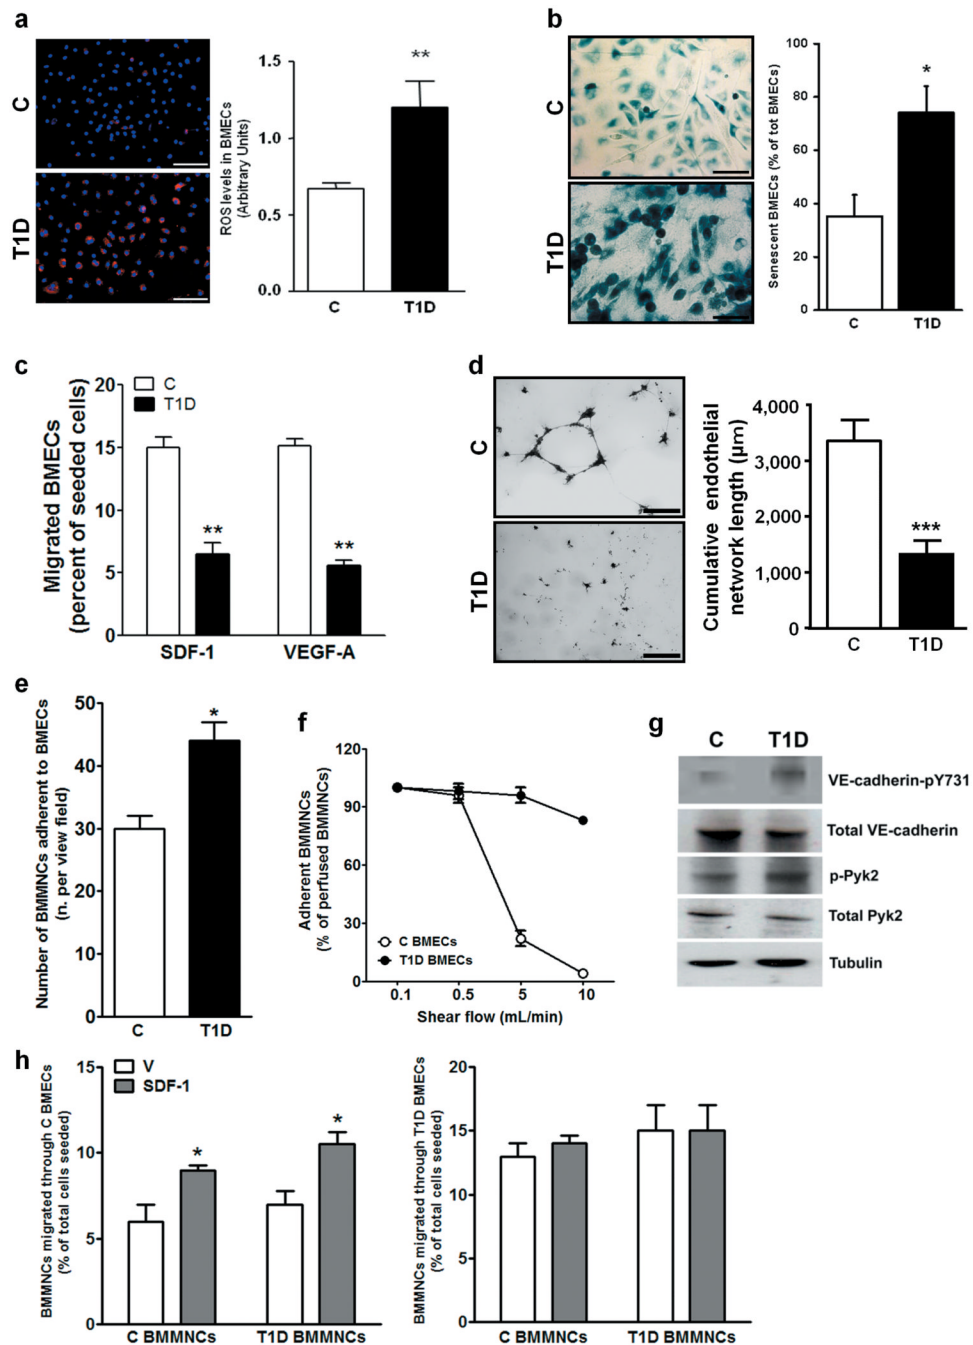 a
C
T1D
ROS levels in BMECs
(Arbitrary Units)
1.5
1.0
0.5
0.0
**
C T1D
b
C
T1D
Senescent BMECs (% of tot BMECs)
100
80
60
40
20
0
*
C T1D
c
Migrated BMECs
(percent of seeded cells)
20
15
10
5
0
C
T1D
**
**
SDF-1 VEGF-A
d
C
T1D
Cumulative endothelial
network length (µm)
4,000
3,000
2,000
1,000
0
***
C T1D
e
Number of BMMNCs adherent to BMECs
(n. per view field)
50
40
30
20
10
0
*
C T1D
f
Adherent BMMNCs
(% of perfused BMMNCs)
120
90
60
30
0
C BMECs
T1D BMECs
0.1 0.5 5 10
Shear flow (mL/min)
g
C T1D
VE-cadherin-pY731
Total VE-cadherin
p-Pyk2
Total Pyk2
Tubulin
h
BMMNCs migrated through C BMECs
(% of total cells seeded)
15
10
5
0
V
SDF-1
*
*
C BMMNCs T1D BMMNCs
BMMNCs migrated through T1D BMECs
(% of total cells seeded)
20
15
10
5
0
C BMMNCs T1D BMMNCs